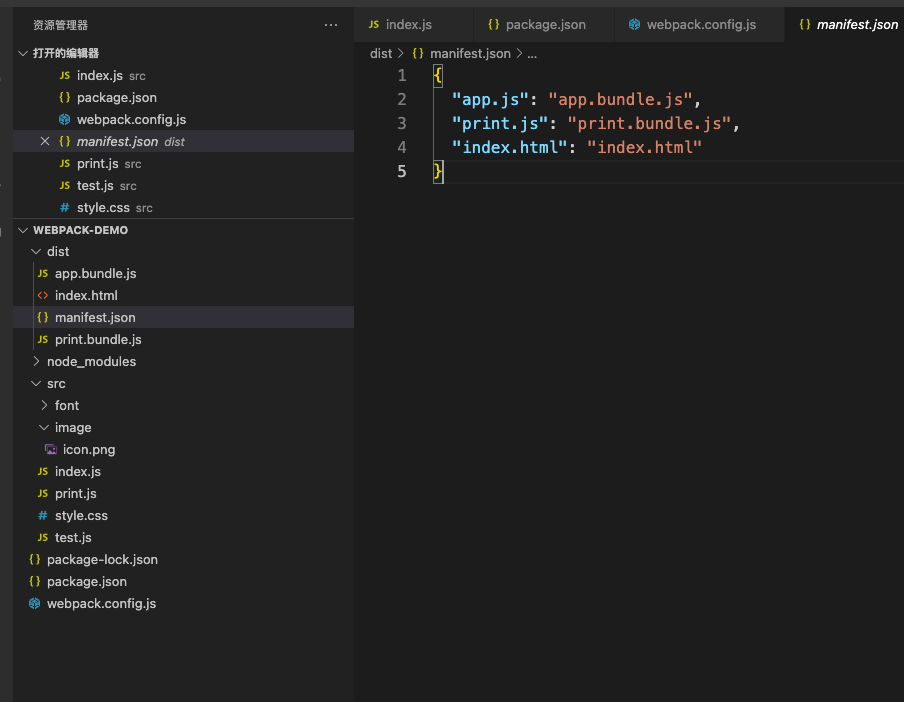 资源管理器 ...
打开的编辑器
JS index.js src
{} package.json
webpack.config.js
{} manifest.json dist
JS print.js src
JS test.js src
# style.css src
WEBPACK-DEMO
dist
JS app.bundle.js
<> index.html
{} manifest.json
JS print.bundle.js
node_modules
src
font
image
icon.png
JS index.js
JS print.js
# style.css
JS test.js
{} package-lock.json
{} package.json
webpack.config.js
JS index.js {} package.json webpack.config.js {} manifest.json
dist > {} manifest.json > ...
1 {
2 "app.js": "app.bundle.js",
3 "print.js": "print.bundle.js",
4 "index.html": "index.html"
5 }